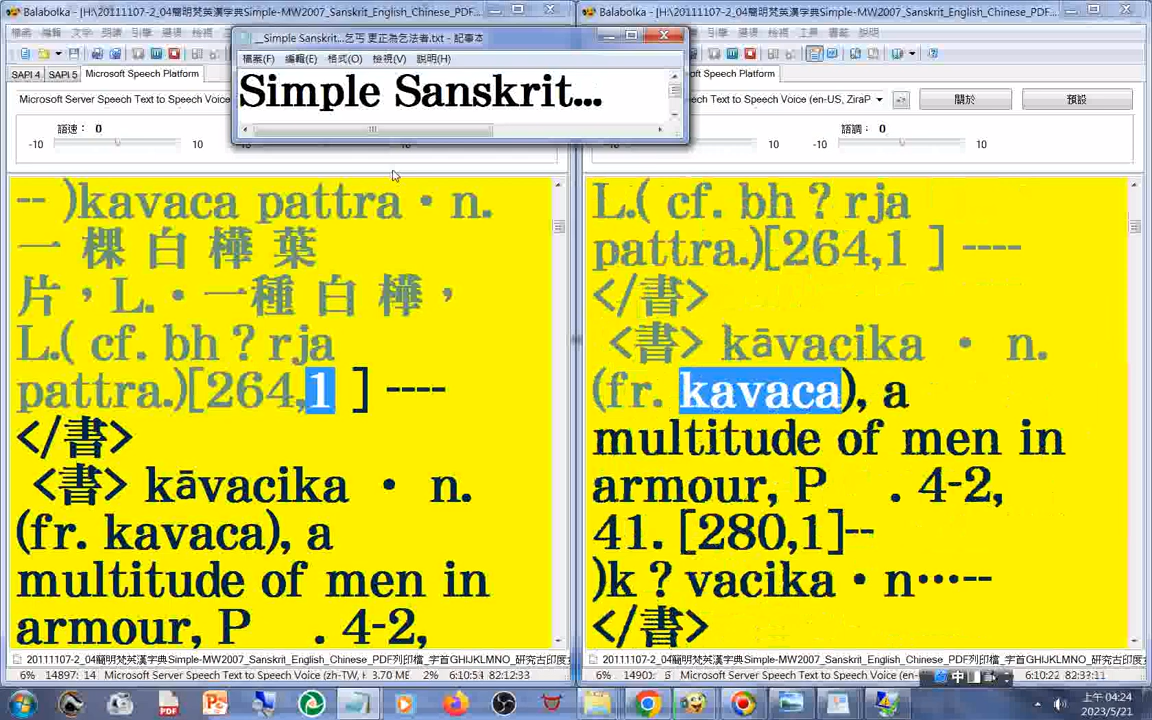 Balabolka - [H:\20111107-2_04簡明梵英漢字典Simple-MW2007_Sanskrit_English_Chinese_PDF...
Balabolka - [H:\20111107-2_04簡明梵英漢字典Simple-MW2007_Sanskrit_English_Chinese_PDF...
__Simple Sanskrit...乞丐 更正為乞法者.txt - 記事本
檔案(F) 編輯(E) 格式(O) 檢視(V) 說明(H)
Simple Sanskrit...
SAPI 4 SAPI 5 Microsoft Speech Platform
Microsoft Server Speech Text to Speech Voice
語速： 0
-10 10 -10 10
Speech Platform
Text to Speech Voice (en-US, ZiraP
關於 預設
語調： 0
10 -10 10
-- )kavaca pattra‧n.
一 棵 白 樺 葉
片，L.‧一種 白 樺，
L.( cf. bh？rja
pattra.)[264,1 ] ----
</書>
<書> kāvacika ‧ n.
(fr. kavaca), a
multitude of men in
armour, P . 4-2,
L.( cf. bh？rja
pattra.)[264,1 ] ----
</書>
<書> kāvacika ‧ n.
(fr. kavaca), a
multitude of men in
armour, P . 4-2,
41. [280,1]--
)k？vacika‧n…--
</書>
20111107-2_04簡明梵英漢字典Simple-MW2007_Sanskrit_English_Chinese_PDF列印檔_字首GHIJKLMNO_研究古印度
20111107-2_04簡明梵英漢字典Simple-MW2007_Sanskrit_English_Chinese_PDF列印檔_字首GHIJKLMNO_研究古印度
6% 14897: 14 Microsoft Server Speech Text to Speech Voice (zh-TW, 3.70 ME 2% 6:10:53 82:12:33
6% 14901: Microsoft Server Speech Text to Speech Voice 6:10:22 82:33:11
中
上午 04:24
2023/5/21